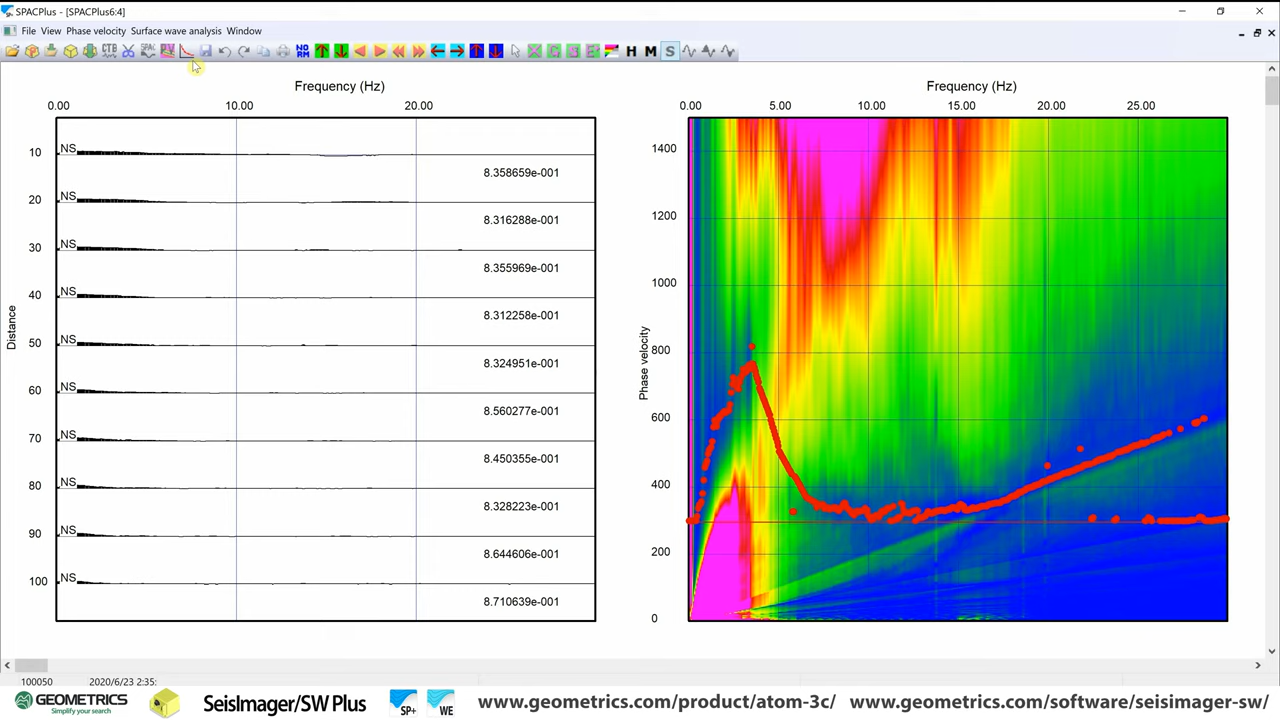 SPACPlus - [SPACPlus6:4]
File View Phase velocity Surface wave analysis Window
CTB SPAC PV NO RM H M S
Frequency (Hz)
0.00 10.00 20.00
Distance
10 NS
8.358659e-001
20 NS
8.316288e-001
30 NS
8.355969e-001
40 NS
8.312258e-001
50 NS
8.324951e-001
60 NS
8.560277e-001
70 NS
8.450355e-001
80 NS
8.328223e-001
90 NS
8.644606e-001
100 NS
8.710639e-001
Frequency (Hz)
0.00 5.00 10.00 15.00 20.00 25.00
Phase velocity
1400
1200
1000
800
600
400
200
0
100050 2020/6/23 2:35:
GEOMETRICS
Simplify your search™
SeisImager/SW Plus
SP+
WE
www.geometrics.com/product/atom-3c/ www.geometrics.com/software/seisimager-sw/